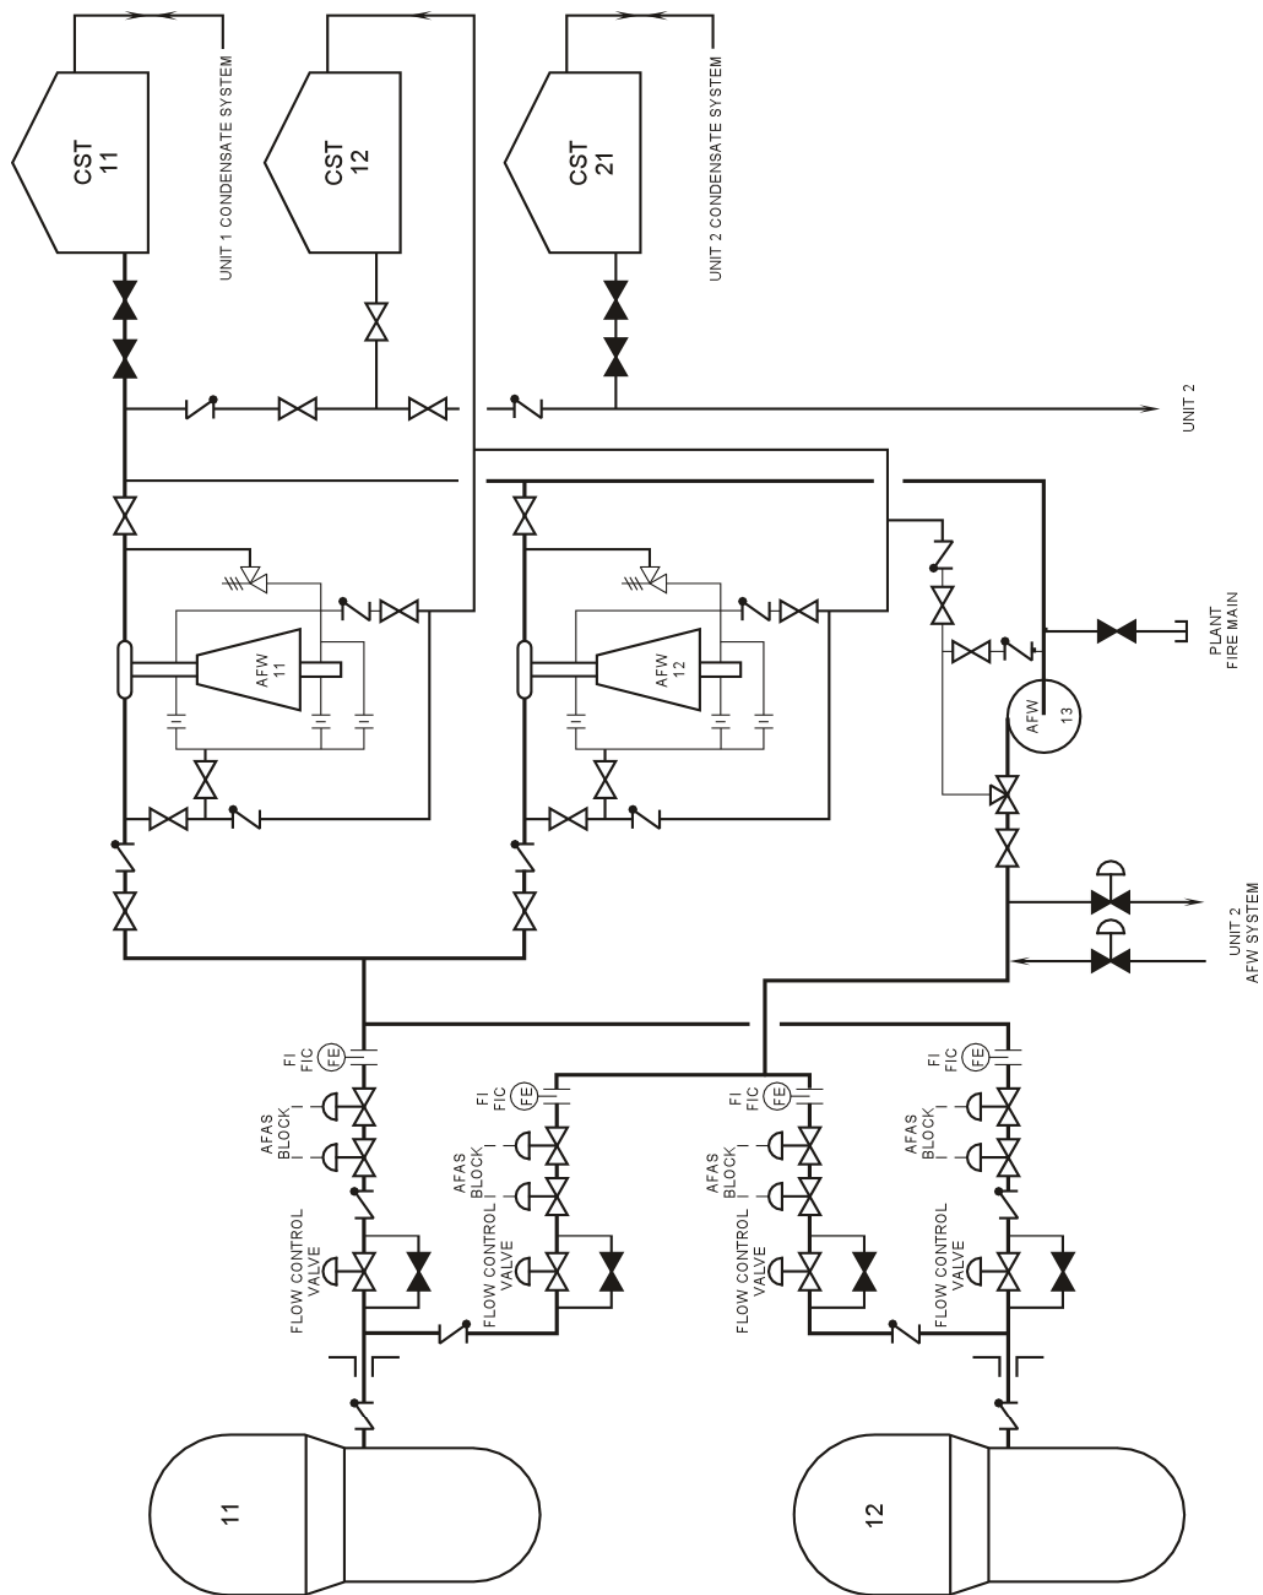 CST
11
CST
12
CST
21
UNIT 1 CONDENSATE SYSTEM
UNIT 2 CONDENSATE SYSTEM
UNIT 2
AFW
11
AFW
12
PLANT
FIRE MAIN
AFW
13
UNIT 2
AFW SYSTEM
FI
FIC
FE
FI
FIC
FE
FI
FIC
FE
FI
FIC
FE
AFAS
BLOCK
AFAS
BLOCK
AFAS
BLOCK
AFAS
BLOCK
FLOW CONTROL
VALVE
FLOW CONTROL
VALVE
FLOW CONTROL
VALVE
FLOW CONTROL
VALVE
11
12